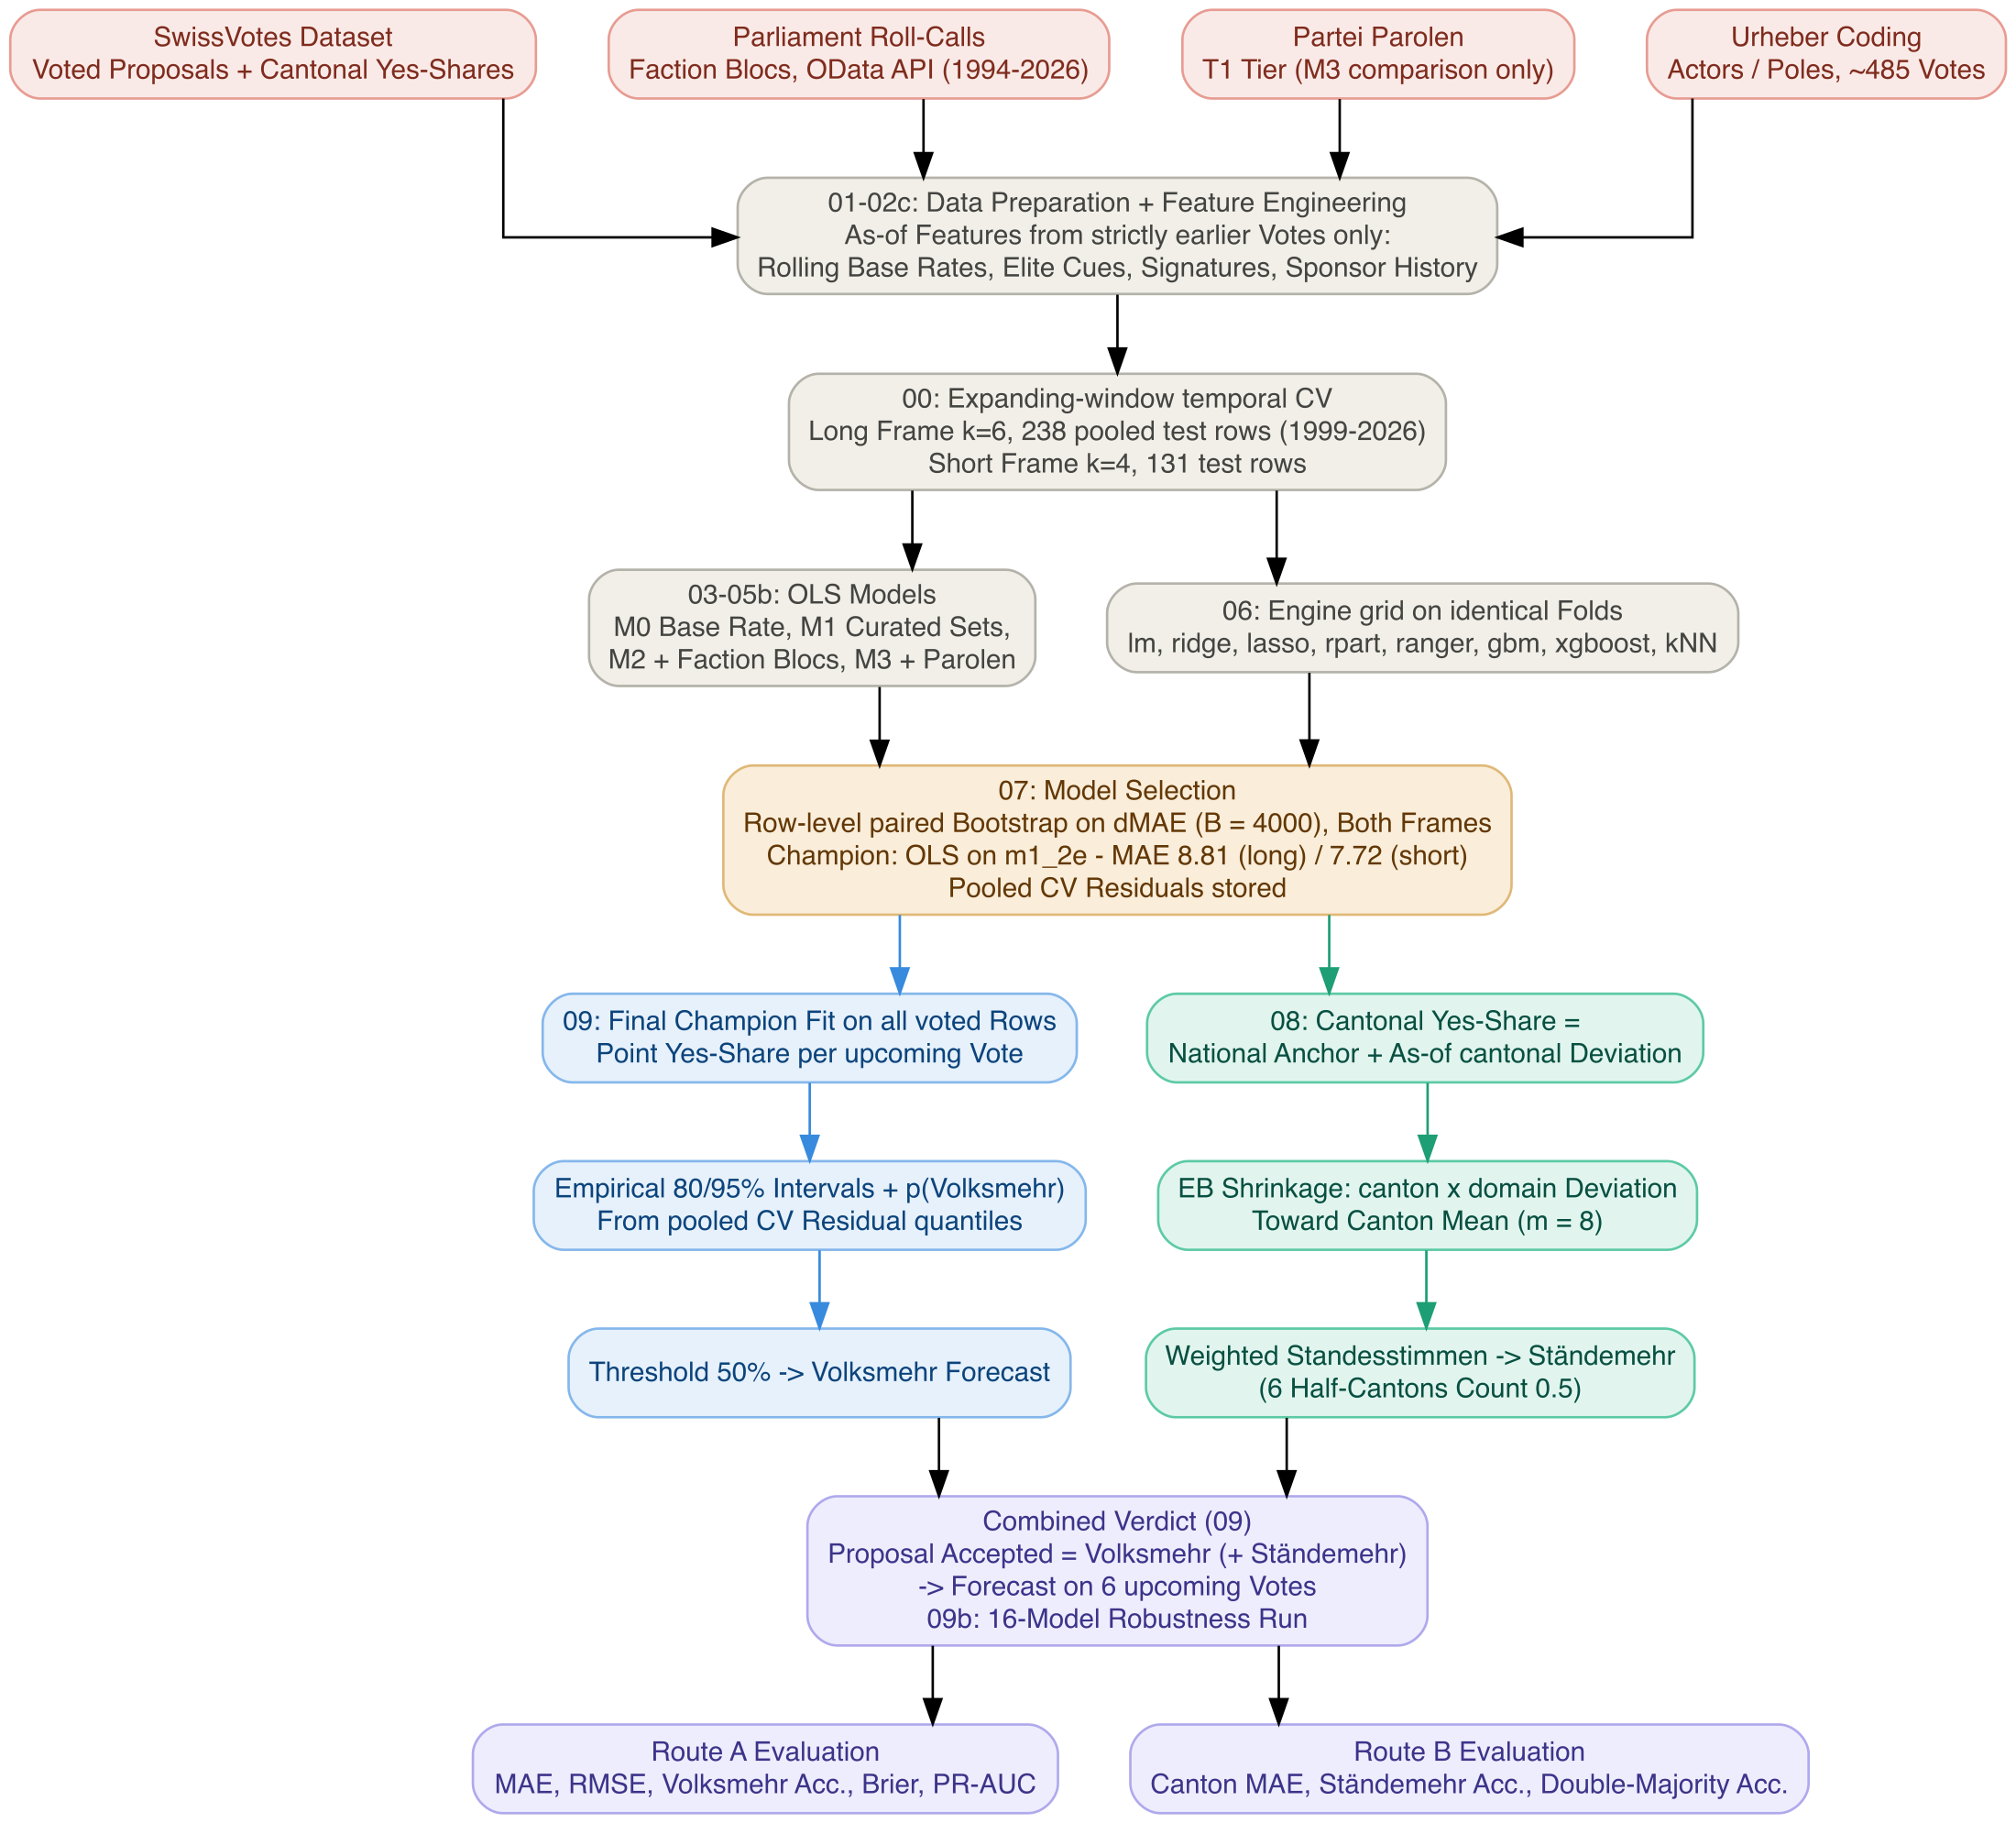 SwissVotes Dataset
Voted Proposals + Cantonal Yes-Shares
Parliament Roll-Calls
Faction Blocs, OData API (1994-2026)
Partei Parolen
T1 Tier (M3 comparison only)
Urheber Coding
Actors / Poles, ~485 Votes
01-02c: Data Preparation + Feature Engineering
As-of Features from strictly earlier Votes only:
Rolling Base Rates, Elite Cues, Signatures, Sponsor History
00: Expanding-window temporal CV
Long Frame k=6, 238 pooled test rows (1999-2026)
Short Frame k=4, 131 test rows
03-05b: OLS Models
M0 Base Rate, M1 Curated Sets,
M2 + Faction Blocs, M3 + Parolen
06: Engine grid on identical Folds
lm, ridge, lasso, rpart, ranger, gbm, xgboost, kNN
07: Model Selection
Row-level paired Bootstrap on dMAE (B = 4000), Both Frames
Champion: OLS on m1_2e - MAE 8.81 (long) / 7.72 (short)
Pooled CV Residuals stored
09: Final Champion Fit on all voted Rows
Point Yes-Share per upcoming Vote
08: Cantonal Yes-Share =
National Anchor + As-of cantonal Deviation
Empirical 80/95% Intervals + p(Volksmehr)
From pooled CV Residual quantiles
EB Shrinkage: canton x domain Deviation
Toward Canton Mean (m = 8)
Threshold 50% -> Volksmehr Forecast
Weighted Standesstimmen -> Ständemehr
(6 Half-Cantons Count 0.5)
Combined Verdict (09)
Proposal Accepted = Volksmehr (+ Ständemehr)
-> Forecast on 6 upcoming Votes
09b: 16-Model Robustness Run
Route A Evaluation
MAE, RMSE, Volksmehr Acc., Brier, PR-AUC
Route B Evaluation
Canton MAE, Ständemehr Acc., Double-Majority Acc.